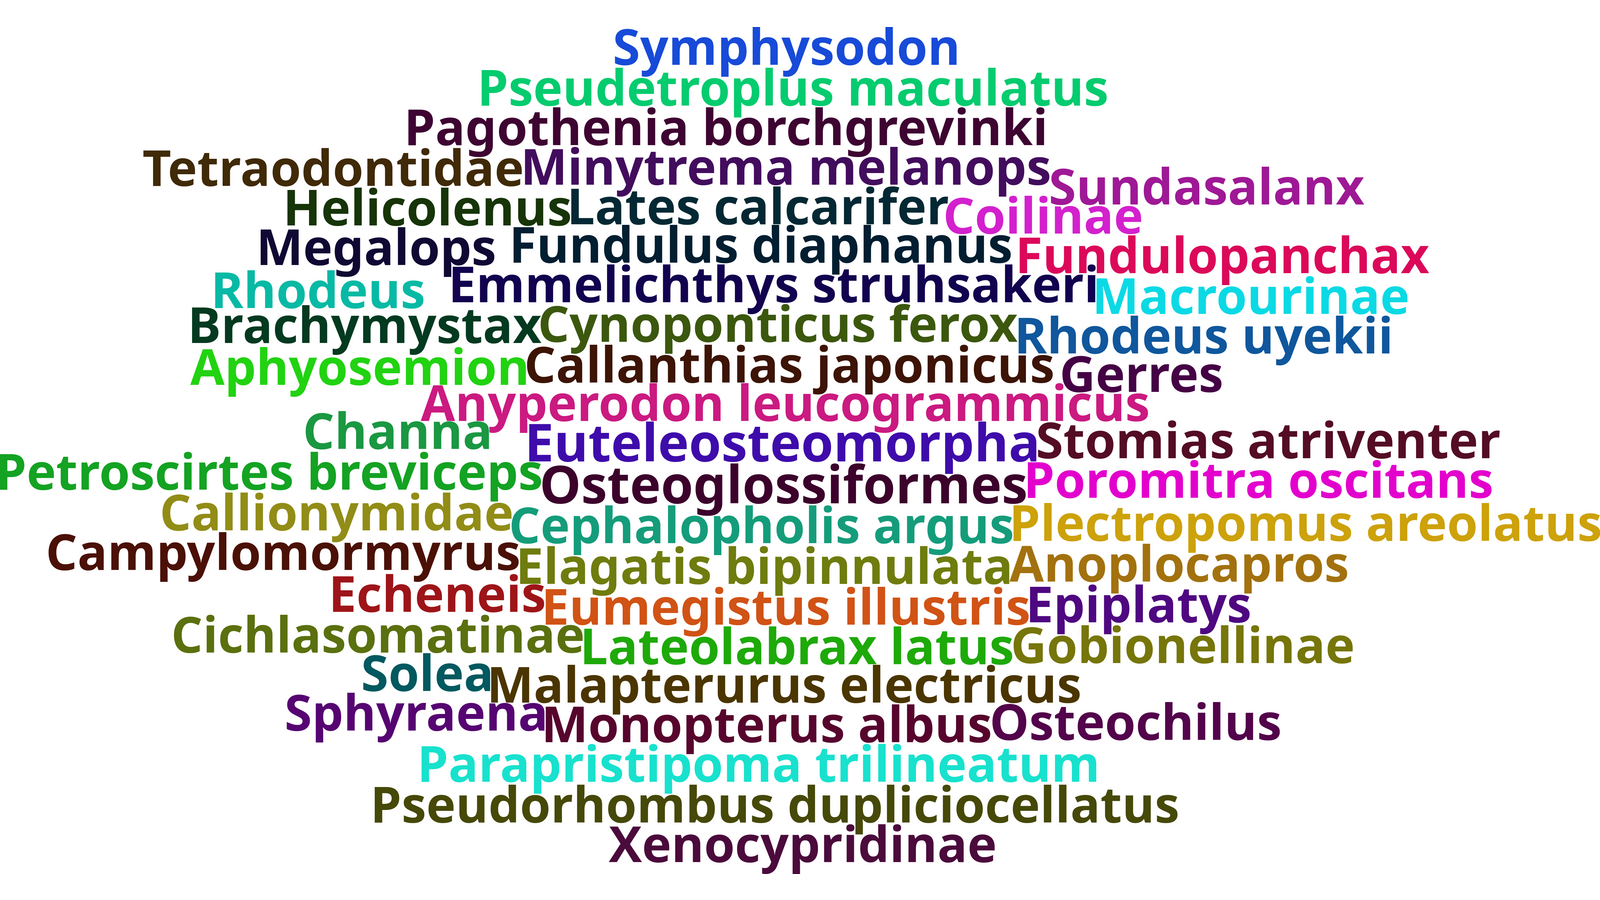 Symphysodon
Pseudetroplus maculatus
Pagothenia borchgrevinki
Tetraodontidae Minytrema melanops Sundasalanx
Helicolenus Lates calcarifer Coilinae
Megalops Fundulus diaphanus Fundulopanchax
Rhodeus Emmelichthys struhsakeri Macrourinae
Brachymystax Cynoponticus ferox Rhodeus uyekii
Aphyosemion Callanthias japonicus Gerres
Anyperodon leucogrammicus
Channa Euteleosteomorpha Stomias atriventer
Petroscirtes breviceps Osteoglossiformes Poromitra oscitans
Callionymidae Cephalopholis argus Plectropomus areolatus
Campylomormyrus Elagatis bipinnulata Anoplocapros
Echeneis Eumegistus illustris Epiplatys
Cichlasomatinae Lateolabrax latus Gobionellinae
Solea Malapterurus electricus
Sphyraena Monopterus albus Osteochilus
Parapristipoma trilineatum
Pseudorhombus dupliciocellatus
Xenocypridinae